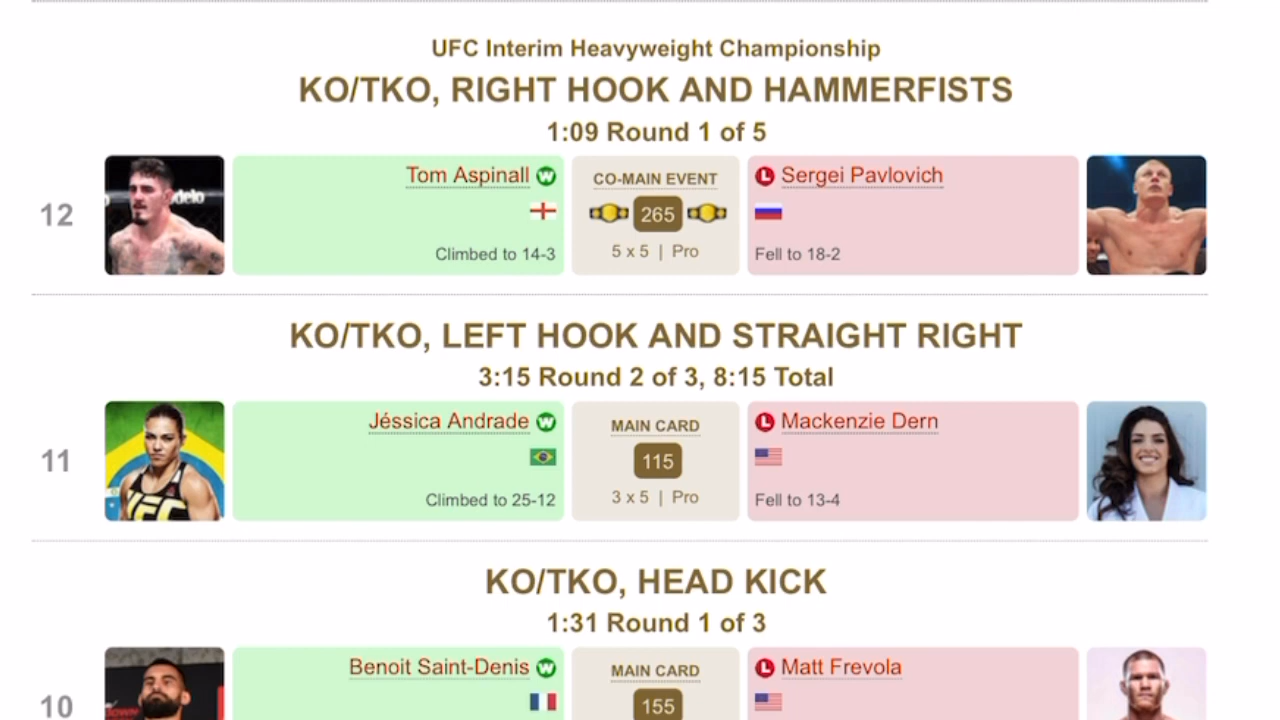 UFC Interim Heavyweight Championship
KO/TKO, RIGHT HOOK AND HAMMERFISTS
1:09 Round 1 of 5
12
delo
Tom Aspinall W
Climbed to 14-3
CO-MAIN EVENT
265
5 x 5 | Pro
L Sergei Pavlovich
Fell to 18-2
KO/TKO, LEFT HOOK AND STRAIGHT RIGHT
3:15 Round 2 of 3, 8:15 Total
11
UFC
Jéssica Andrade W
Climbed to 25-12
MAIN CARD
115
3 x 5 | Pro
L Mackenzie Dern
Fell to 13-4
KO/TKO, HEAD KICK
1:31 Round 1 of 3
10
Benoit Saint-Denis W
MAIN CARD
155
L Matt Frevola